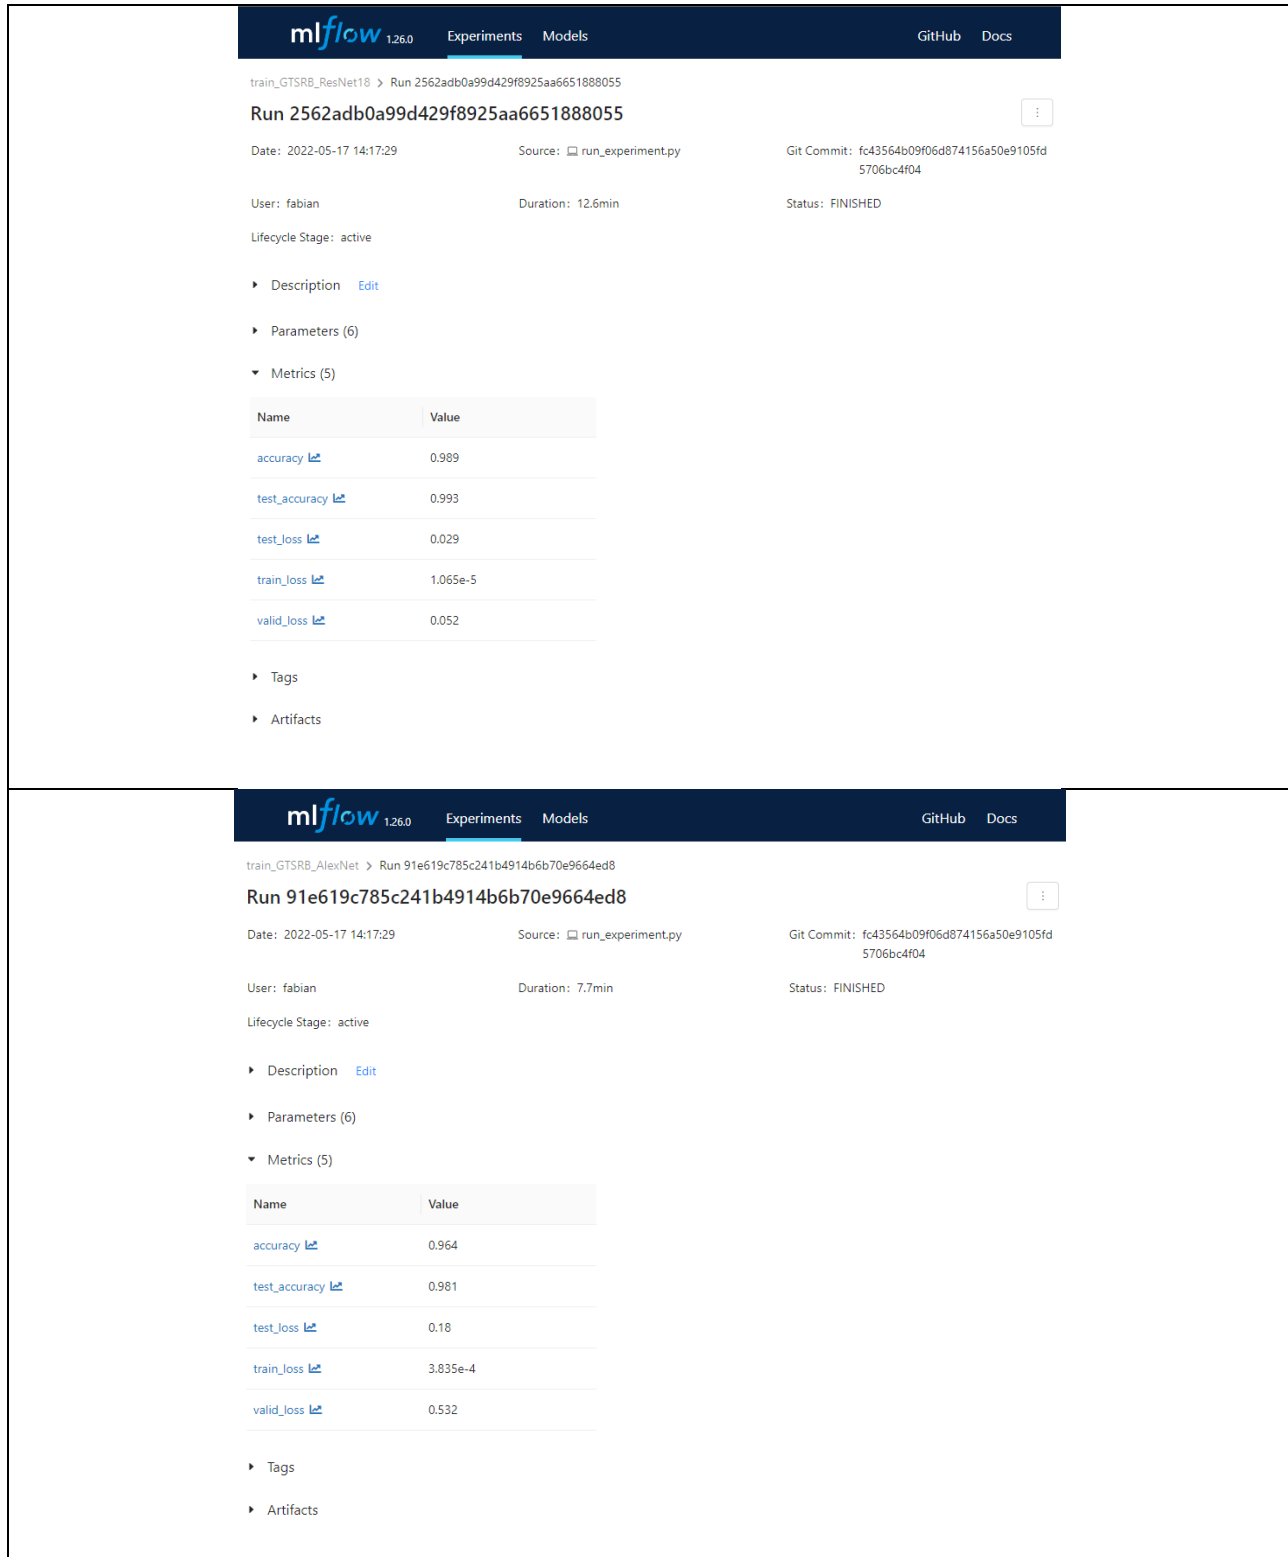 mlflow 1.26.0 Experiments Models GitHub Docs
train_GTSRB_ResNet18 > Run 2562adb0a99d429f8925aa6651888055
Run 2562adb0a99d429f8925aa6651888055
Date: 2022-05-17 14:17:29 Source: run_experiment.py Git Commit: fc43564b09f06d874156a50e9105fd
5706bc4f04
User: fabian Duration: 12.6min Status: FINISHED
Lifecycle Stage: active
Description Edit
Parameters (6)
Metrics (5)
Name Value
accuracy 0.989
test_accuracy 0.993
test_loss 0.029
train_loss 1.065e-5
valid_loss 0.052
Tags
Artifacts
mlflow 1.26.0 Experiments Models GitHub Docs
train_GTSRB_AlexNet > Run 91e619c785c241b4914b6b70e9664ed8
Run 91e619c785c241b4914b6b70e9664ed8
Date: 2022-05-17 14:17:29 Source: run_experiment.py Git Commit: fc43564b09f06d874156a50e9105fd
5706bc4f04
User: fabian Duration: 7.7min Status: FINISHED
Lifecycle Stage: active
Description Edit
Parameters (6)
Metrics (5)
Name Value
accuracy 0.964
test_accuracy 0.981
test_loss 0.18
train_loss 3.835e-4
valid_loss 0.532
Tags
Artifacts